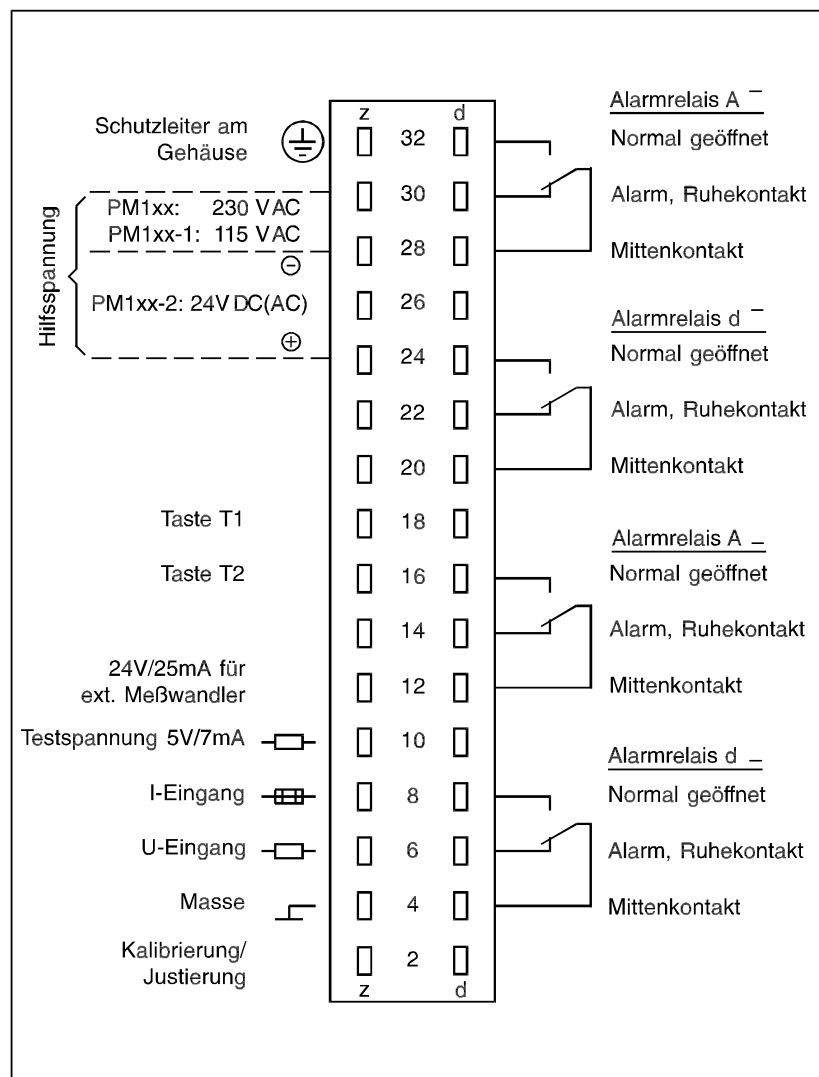 z d
Schutzleiter am
Gehäuse
32
Alarmrelais A ‾
Normal geöffnet
PM1xx: 230 VAC
30
Alarm, Ruhekontakt
PM1xx-1: 115 VAC
28
Mittenkontakt
⊖
Hilfsspannung
PM1xx-2: 24V DC(AC)
26
⊕
Alarmrelais d ‾
24
Normal geöffnet
22
Alarm, Ruhekontakt
20
Mittenkontakt
Taste T1
18
Alarmrelais A _
Taste T2
16
Normal geöffnet
14
Alarm, Ruhekontakt
24V/25mA für
ext. Meßwandler
12
Mittenkontakt
Testspannung 5V/7mA
10
Alarmrelais d _
I-Eingang
8
Normal geöffnet
U-Eingang
6
Alarm, Ruhekontakt
Masse
4
Mittenkontakt
Kalibrierung/
Justierung
2
z d